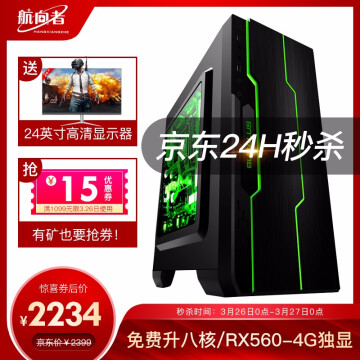 航向者
HANGXIANGZHE
送
24英寸高清显示器
抢
¥15 优惠券
满1099元限3.26日使用
有矿也要抢券!
京东24H秒杀
惊喜券后价
¥2234
京东价 ¥2399
秒杀时间:3月26日0点-3月27日0点
免费升八核/RX560-4G独显